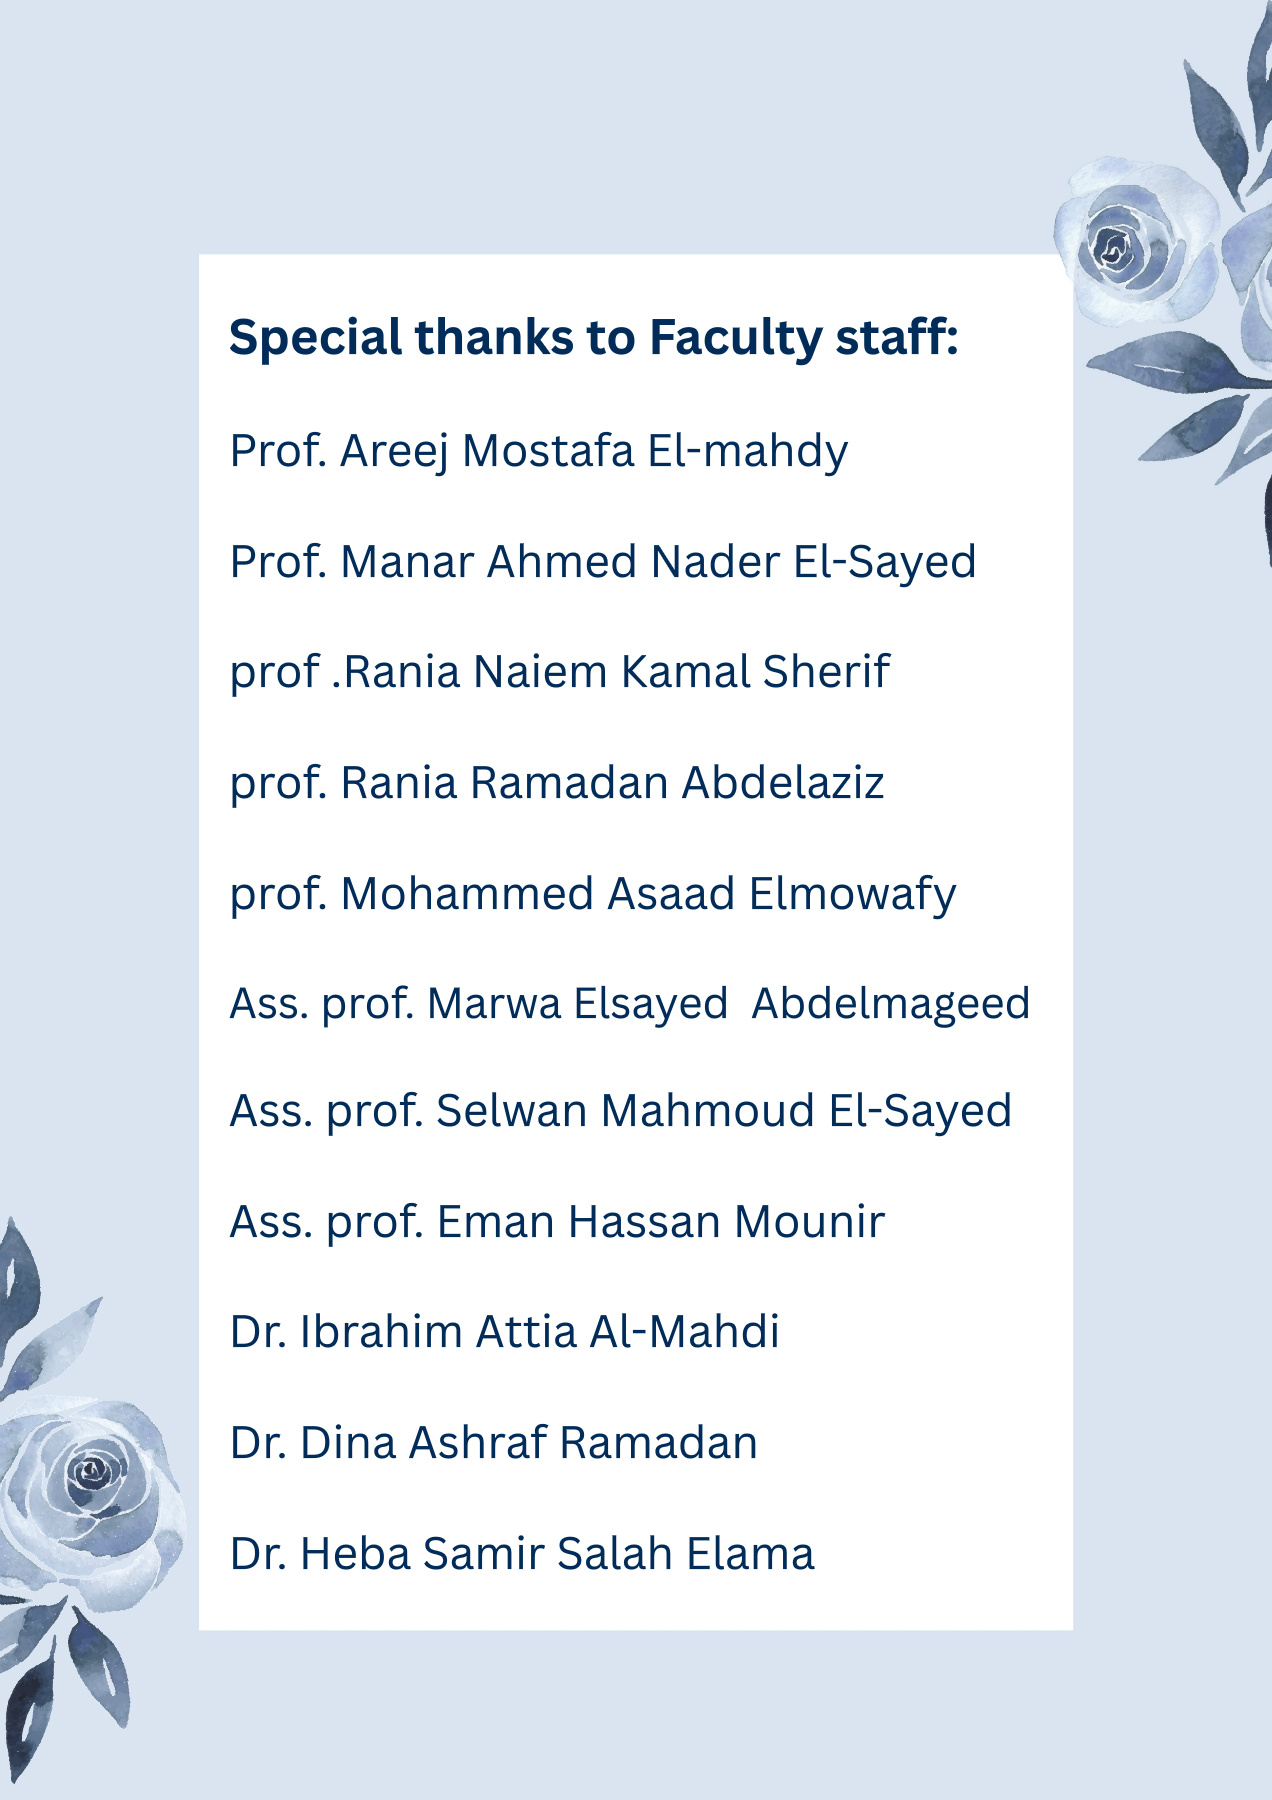 Special thanks to Faculty staff:
Prof. Areej Mostafa El-mahdy
Prof. Manar Ahmed Nader El-Sayed
prof .Rania Naiem Kamal Sherif
prof. Rania Ramadan Abdelaziz
prof. Mohammed Asaad Elmowafy
Ass. prof. Marwa Elsayed  Abdelmageed
Ass. prof. Selwan Mahmoud El-Sayed
Ass. prof. Eman Hassan Mounir
Dr. Ibrahim Attia Al-Mahdi
Dr. Dina Ashraf Ramadan
Dr. Heba Samir Salah Elama